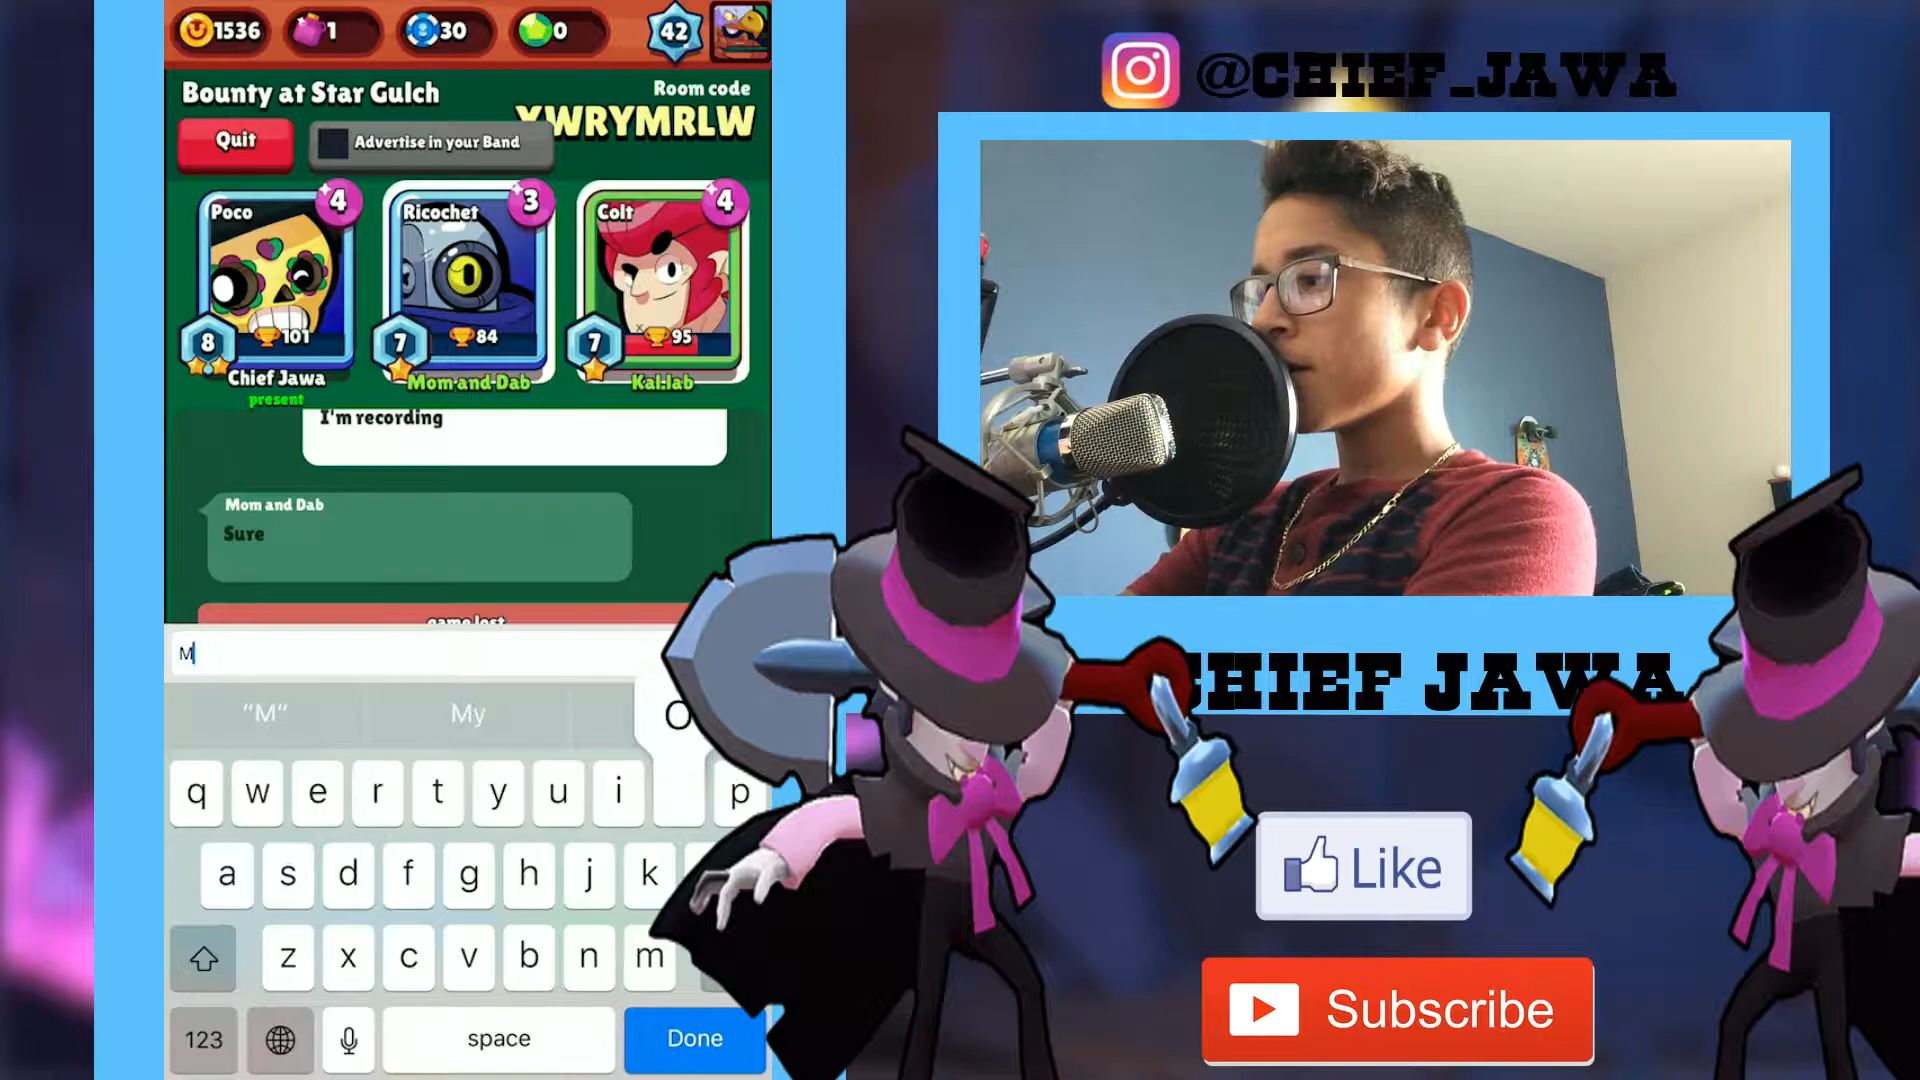 1536
1
30
0
42
Bounty at Star Gulch
Room code
YWRYMRLW
Quit
Advertise in your Band
Poco
+4
Ricochet
+3
Colt
+4
8
101
7
84
7
95
Chief Jawa
present
Mom and Dab
Kal-lab
I'm recording
Mom and Dab
Sure
game lost
M
“M”
My
O
q w e r t y u i p
a s d f g h j k
z x c v b n m
123
space
Done
@CHIEF_JAWA
CHIEF JAWA
Like
Subscribe